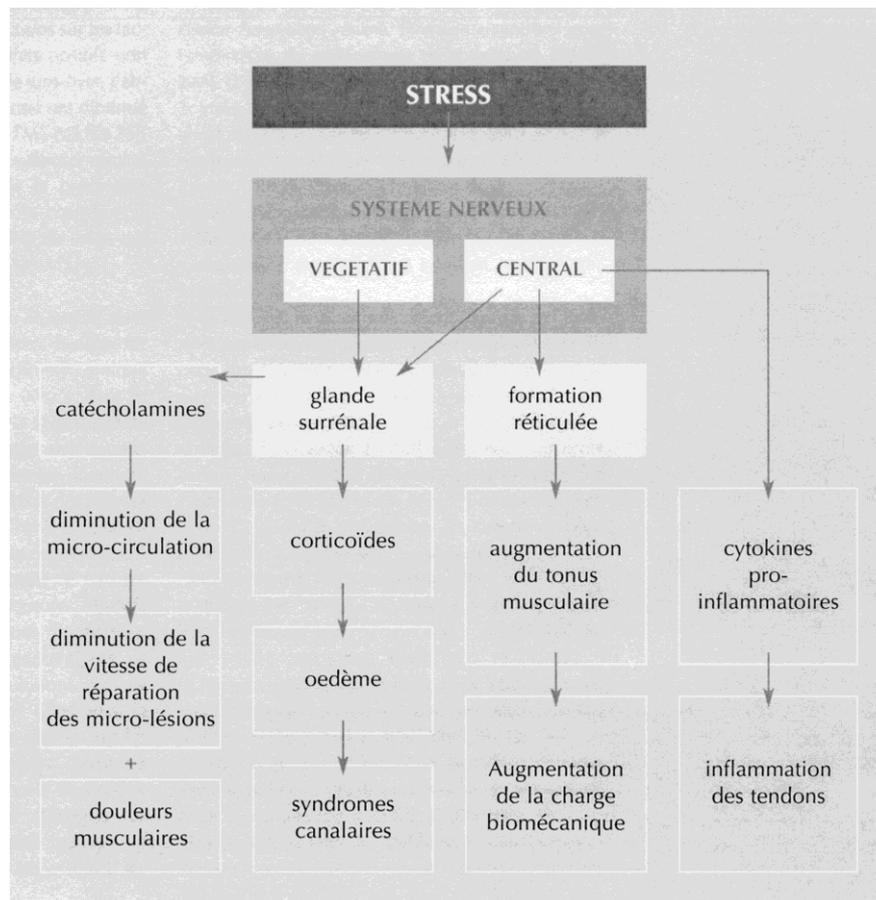 STRESS
SYSTEME NERVEUX
VEGETATIF
CENTRAL
catécholamines
glande
surrénale
formation
réticulée
diminution de la
micro-circulation
corticoïdes
augmentation
du tonus
musculaire
cytokines
pro-
inflammatoires
diminution de la
vitesse de
réparation
des micro-lésions
oedème
+
douleurs
musculaires
syndromes
canalaires
Augmentation
de la charge
biomécanique
inflammation
des tendons